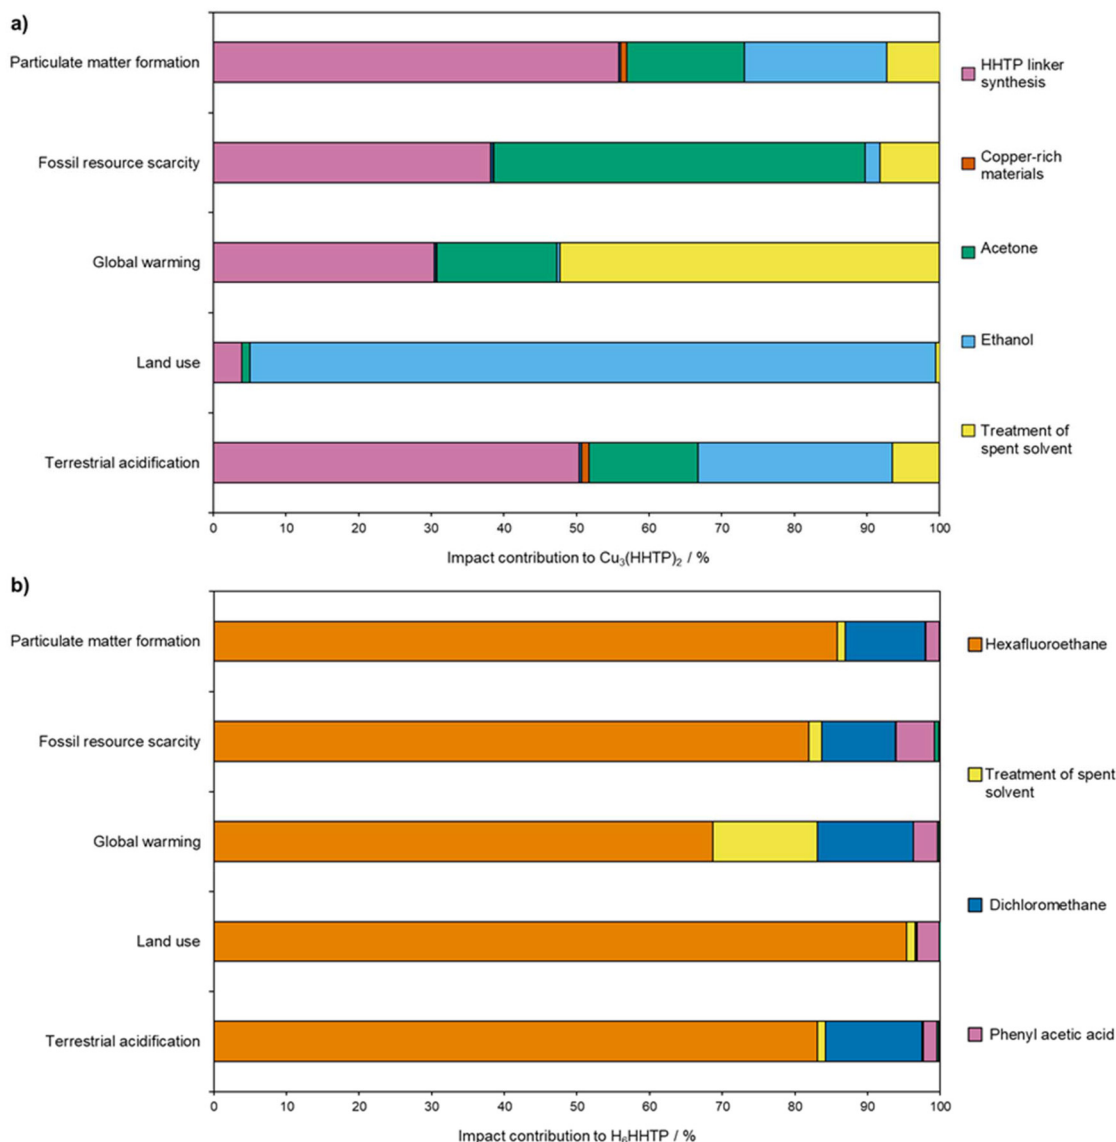 a)
Particulate matter formation
Fossil resource scarcity
Global warming
Land use
Terrestrial acidification
0 10 20 30 40 50 60 70 80 90 100
Impact contribution to Cu₃(HHTP)₂ / %
HHTP linker
synthesis
Copper-rich
materials
Acetone
Ethanol
Treatment of
spent solvent
b)
Particulate matter formation
Fossil resource scarcity
Global warming
Land use
Terrestrial acidification
0 10 20 30 40 50 60 70 80 90 100
Impact contribution to H₆HHTP / %
Hexafluoroethane
Treatment of spent
solvent
Dichloromethane
Phenyl acetic acid